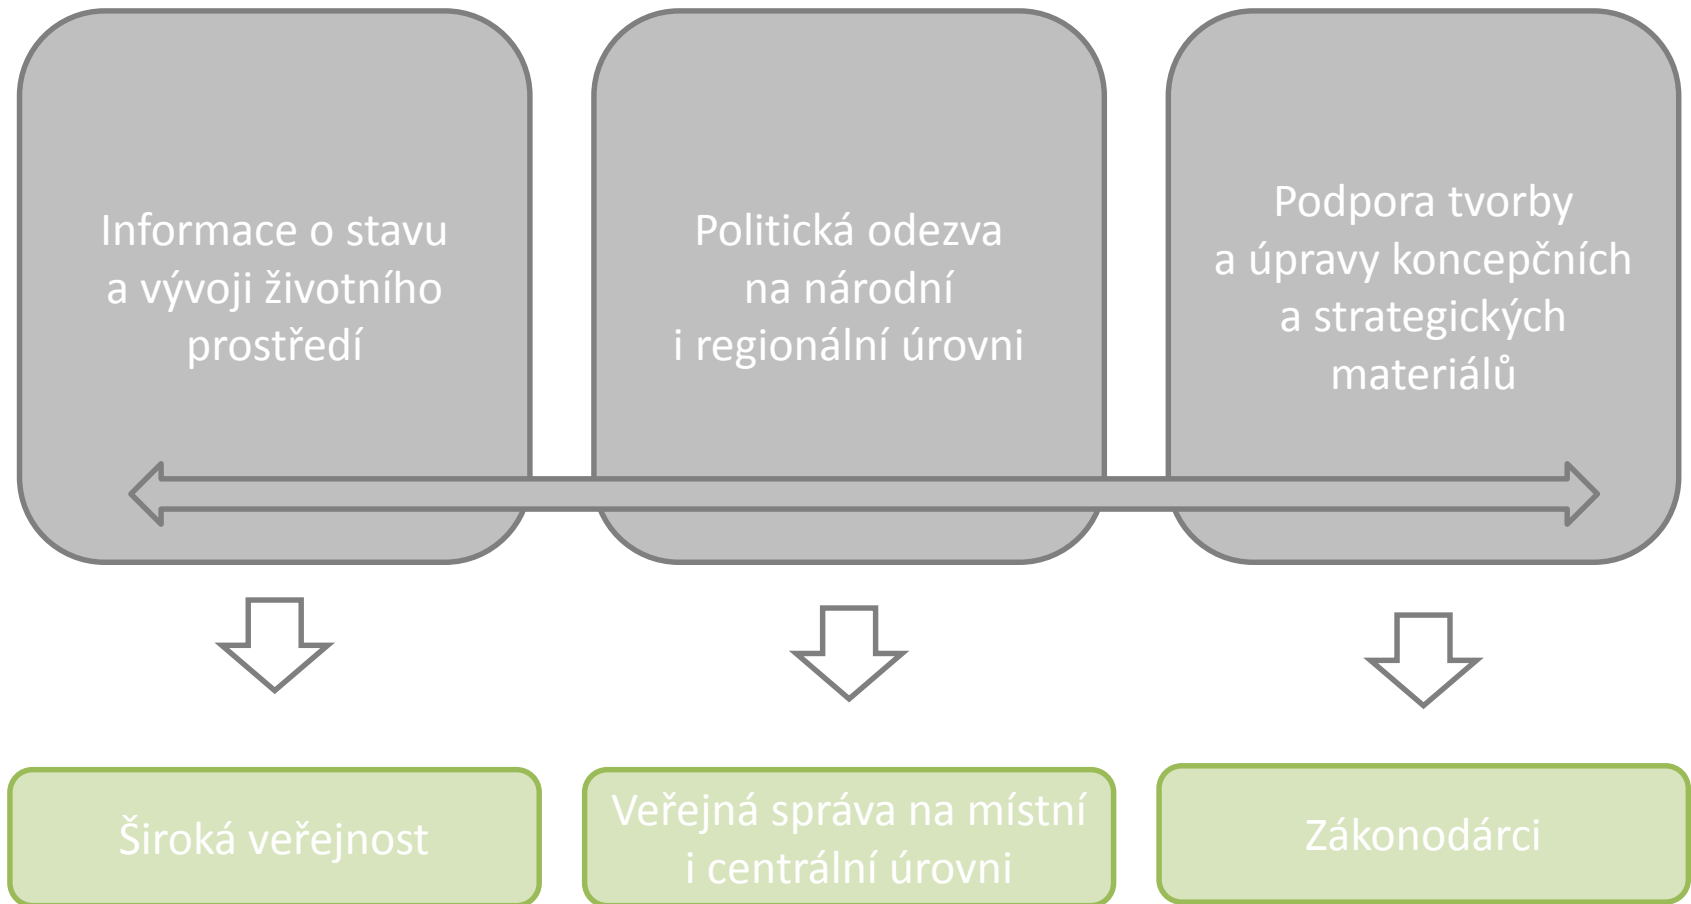 Informace o stavu
a vývoji životního
prostředí
Politická odezva
na národní
i regionální úrovni
Podpora tvorby
a úpravy koncepčních
a strategických
materiálů
Široká veřejnost
Veřejná správa na místní
i centrální úrovni
Zákonodárci